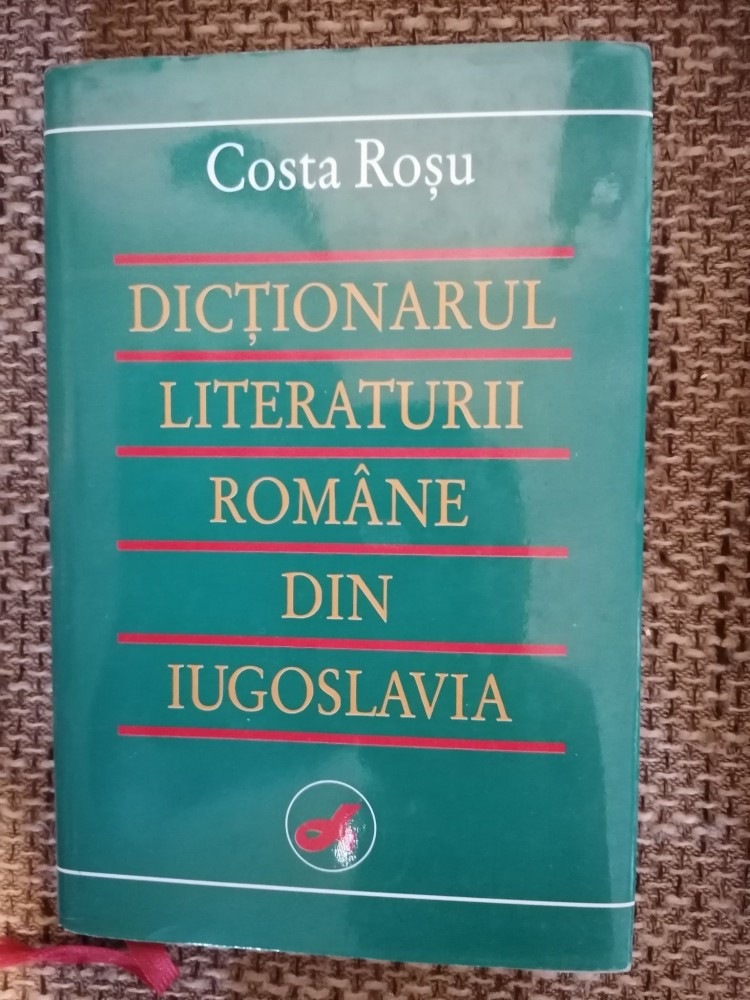 Costa Roșu
DICȚIONARUL
LITERATURII
ROMÂNE
DIN
IUGOSLAVIA